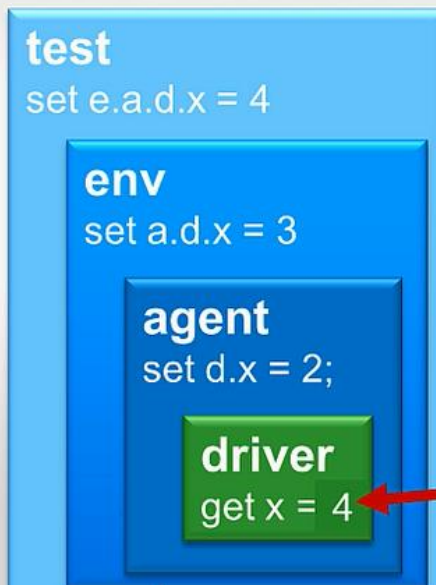 test
set e.a.d.x = 4
env
set a.d.x = 3
agent
set d.x = 2;
driver
get x = 4